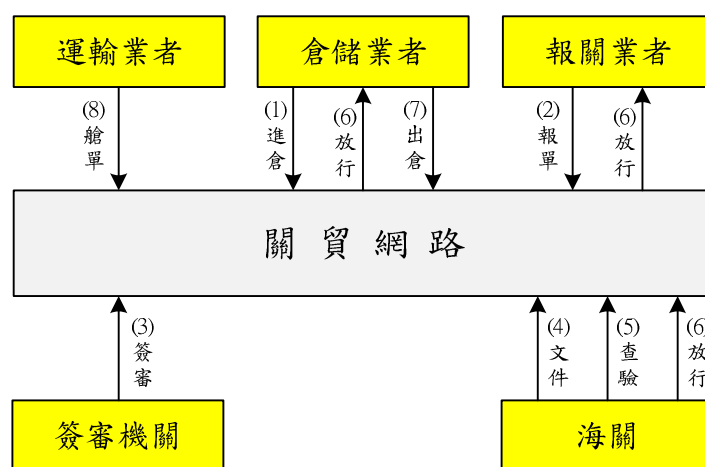 運輸業者
倉儲業者
報關業者
(8)艙單
(1)進倉
(6)放行
(7)出倉
(2)報單
(6)放行
關貿網路
(3)簽審
(4)文件
(5)查驗
(6)放行
簽審機關
海關